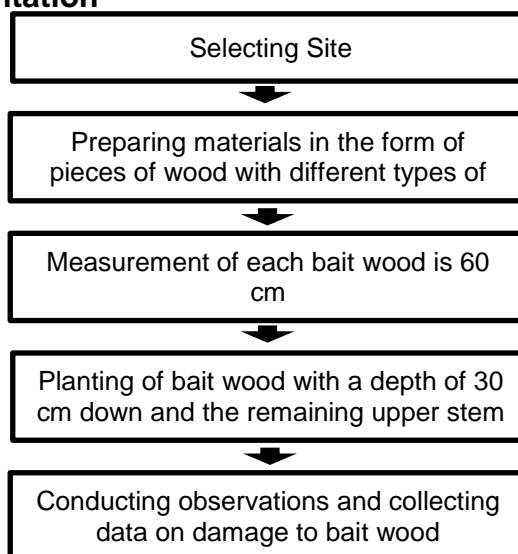 Selecting Site
Preparing materials in the form of
pieces of wood with different types of
Measurement of each bait wood is 60
cm
Planting of bait wood with a depth of 30
cm down and the remaining upper stem
Conducting observations and collecting
data on damage to bait wood